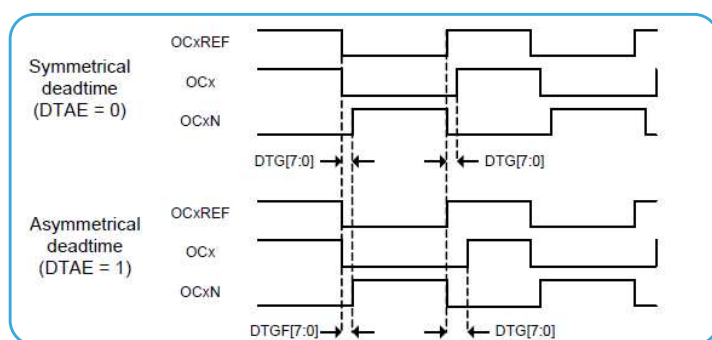 Symmetrical
deadtime
(DTAE = 0)
OCxREF
OCx
OCxN
DTG[7:0]
DTG[7:0]
Asymmetrical
deadtime
(DTAE = 1)
OCxREF
OCx
OCxN
DTGF[7:0]
DTG[7:0]